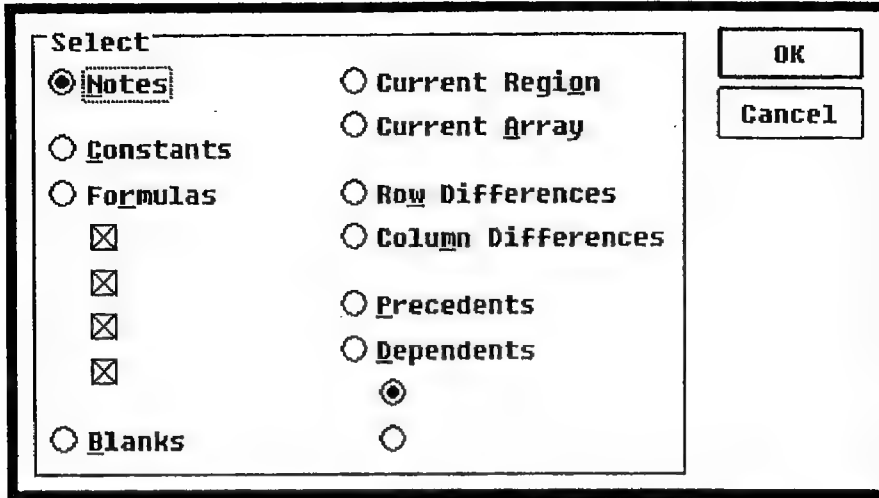 Select
Notes
Constants
Formulas
Blanks
Current Region
Current Array
Row Differences
Column Differences
Precedents
Dependents
OK
Cancel